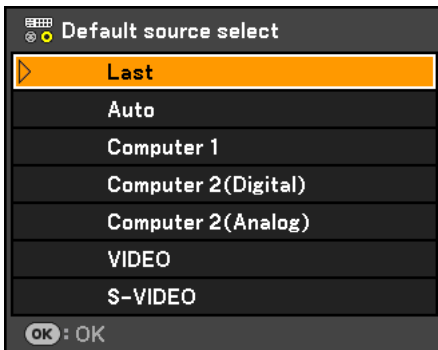 Default source select
Last
Auto
Computer 1
Computer 2(Digital)
Computer 2(Analog)
VIDEO
S-VIDEO
OK : OK